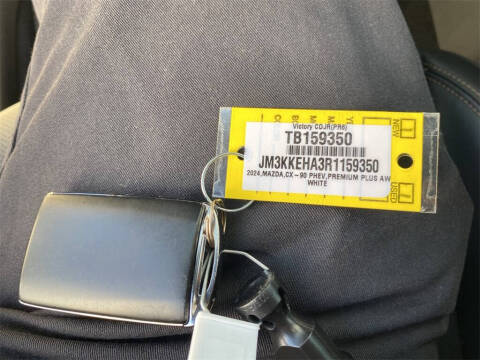 Victory CDJR(PR6)
TB159350
JM3KKEHA3R1159350
2024,MAZDA,CX-90 PHEV,PREMIUM PLUS AW
WHITE
NEW
USED